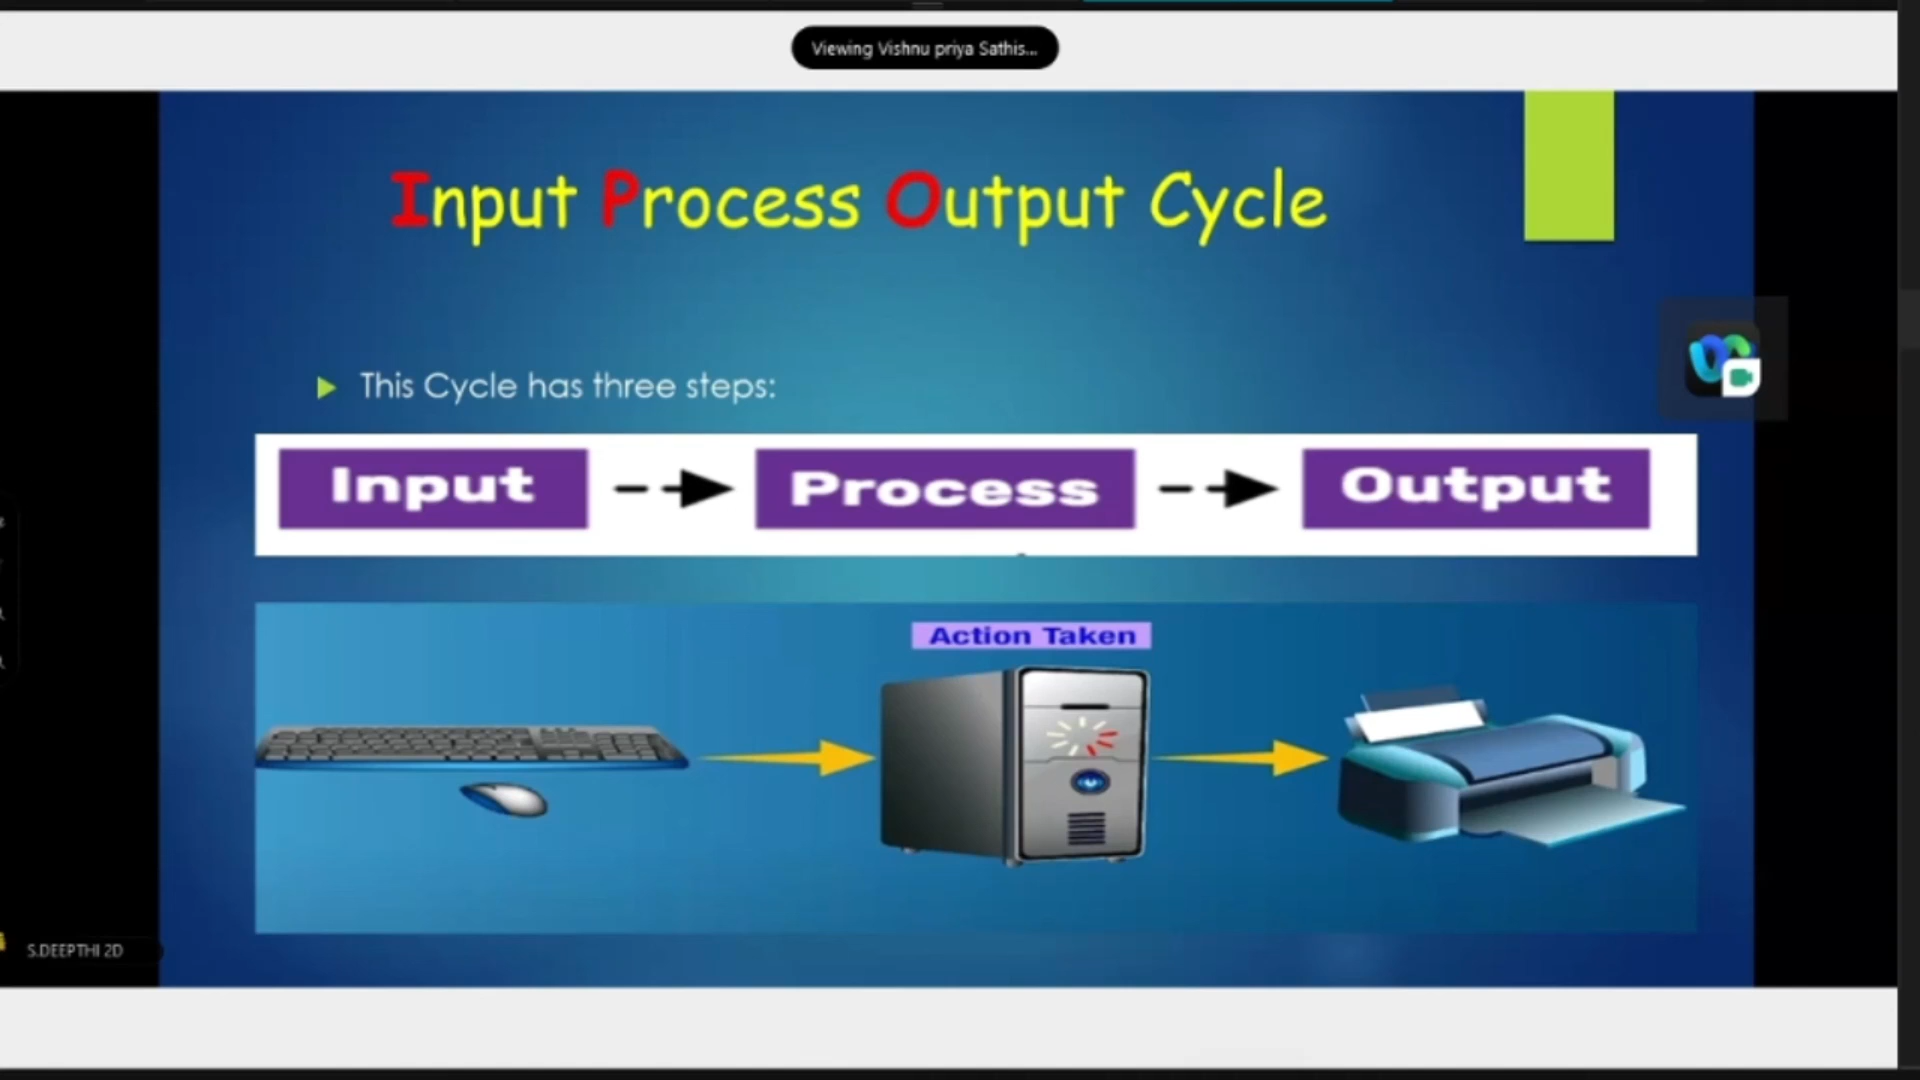 Viewing Vishnu priya Sathis...
Input Process Output Cycle
This Cycle has three steps:
Input
Process
Output
Action Taken
S.DEEPTHI 2D